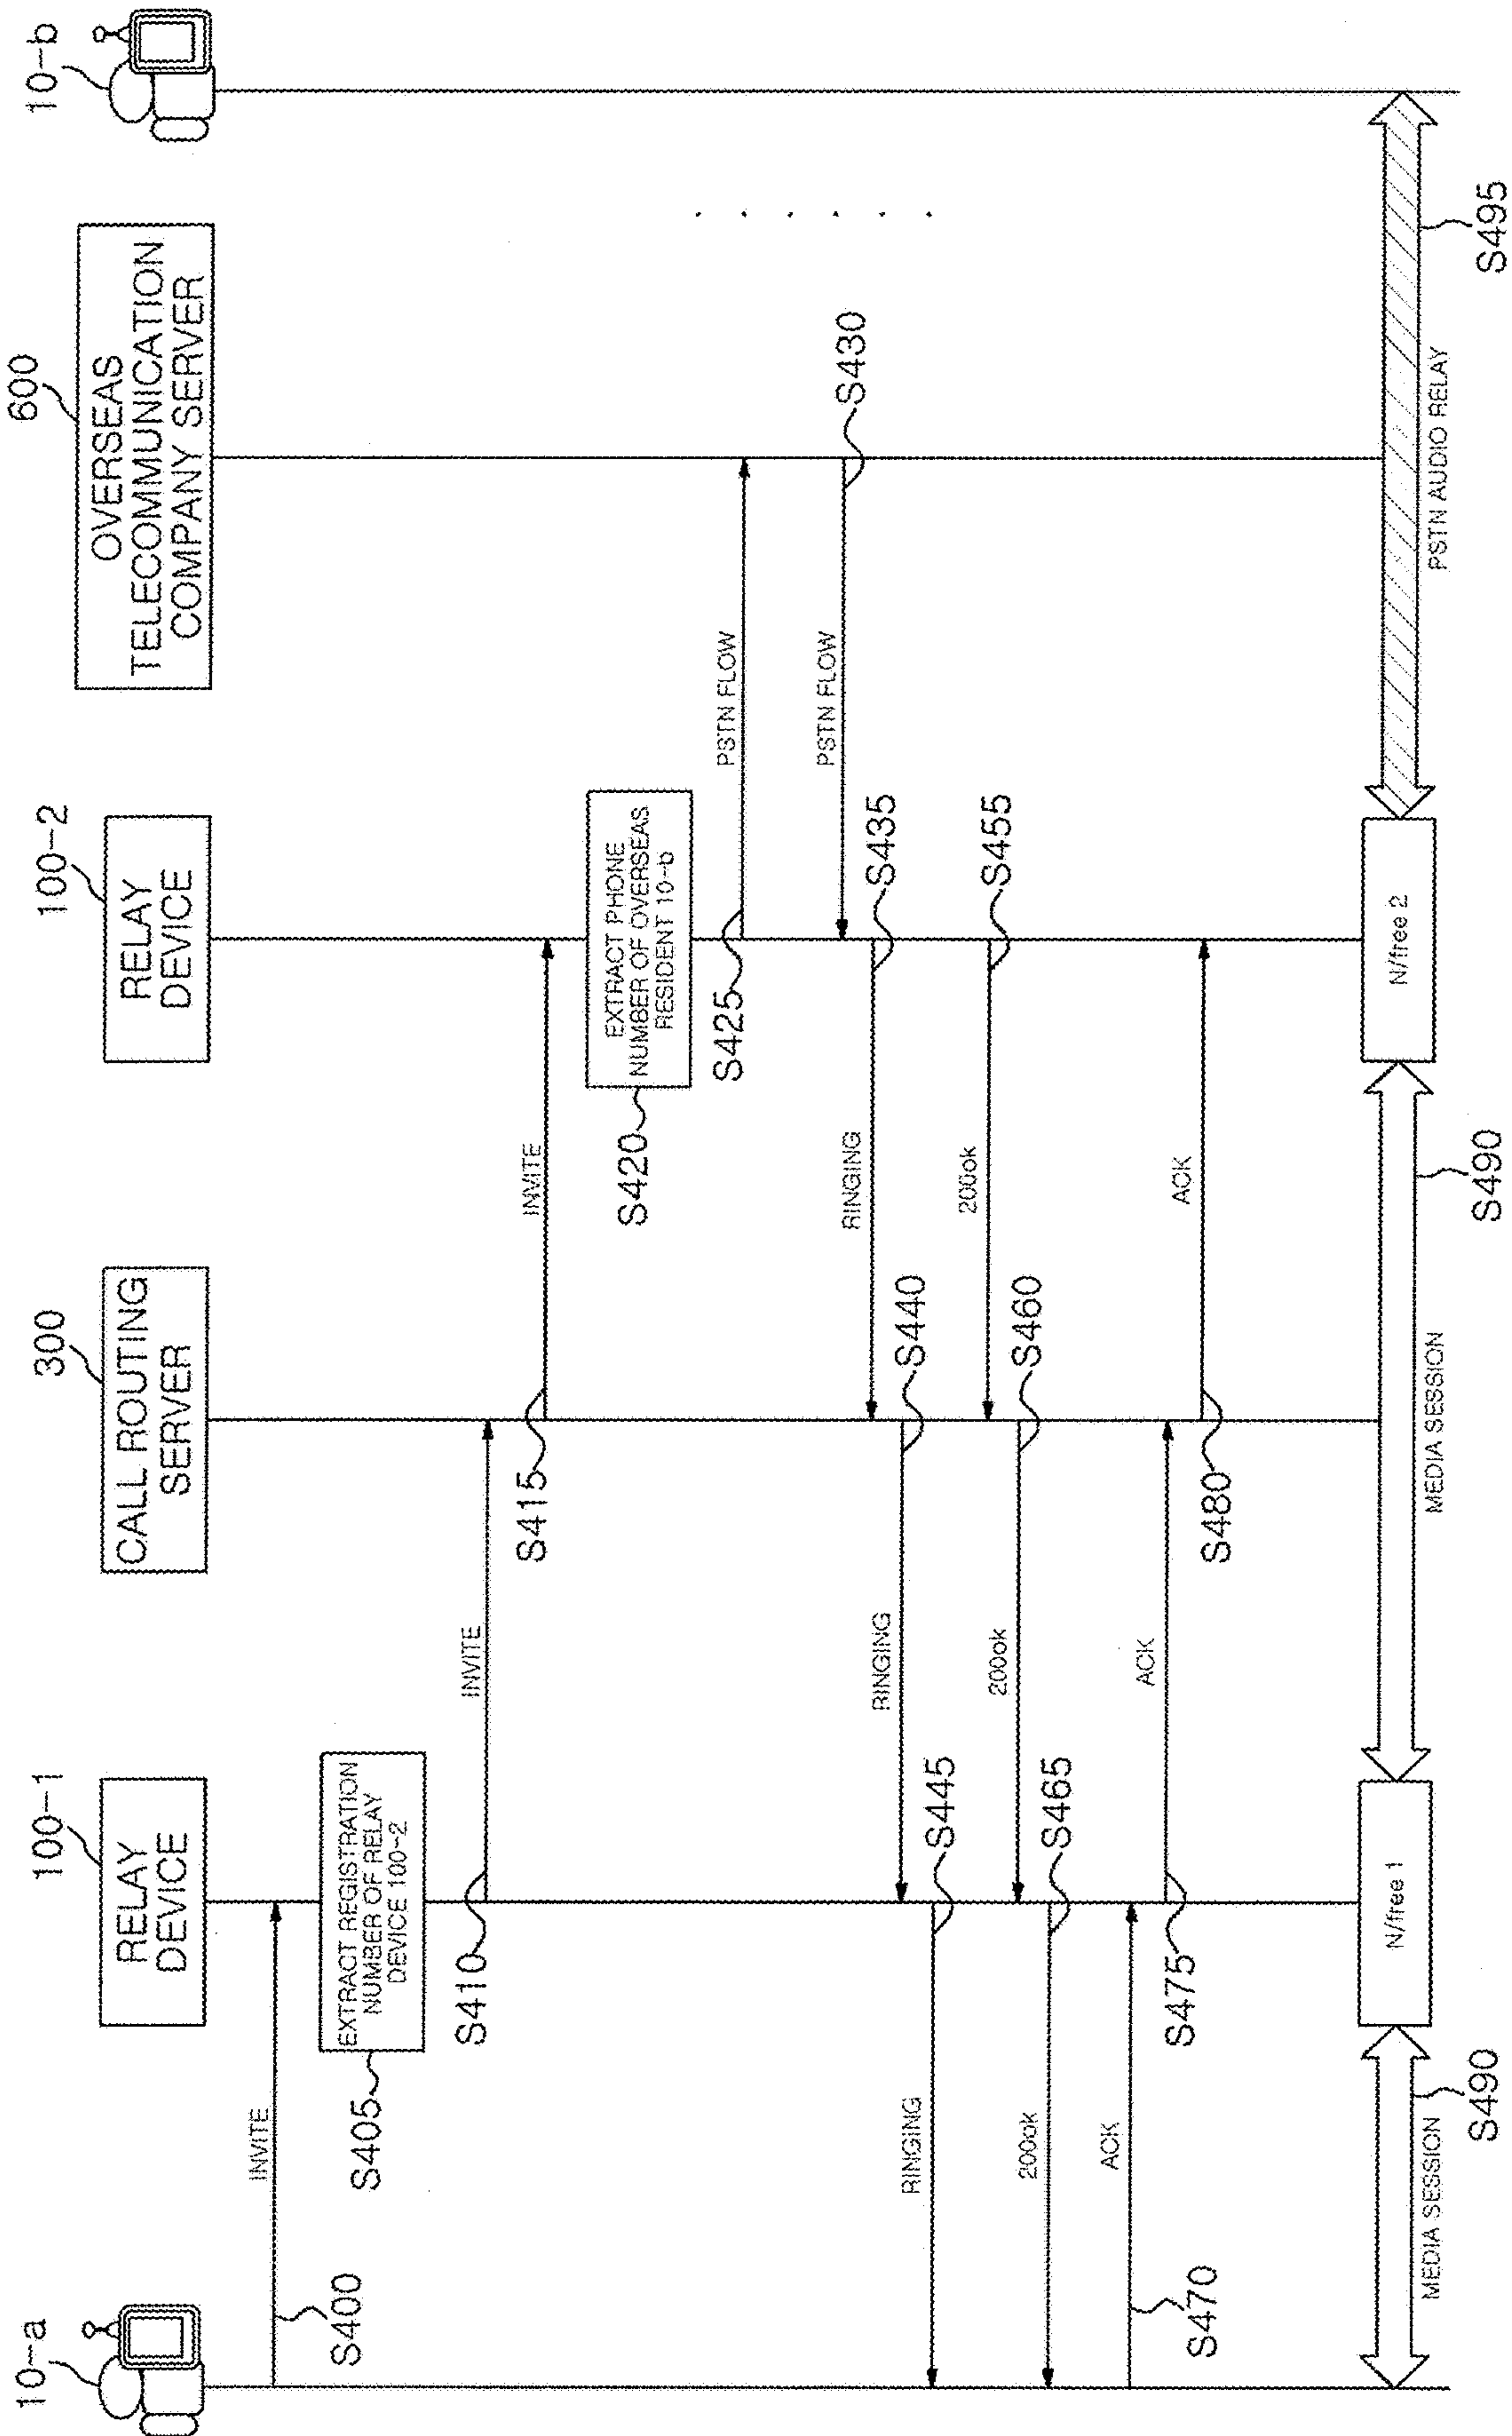 10-a
100-1
300
100-2
600
10-b
RELAY
DEVICE
CALL ROUTING
SERVER
RELAY
DEVICE
OVERSEAS
TELECOMMUNICATION
COMPANY SERVER
INVITE
S400
EXTRACT REGISTRATION
NUMBER OF RELAY
DEVICE 100-2
S405
INVITE
S410
INVITE
S415
EXTRACT PHONE
NUMBER OF OVERSEAS
RESIDENT 10-b
S420
PSTN FLOW
S425
PSTN FLOW
S430
RINGING
S435
RINGING
S440
RINGING
S445
200ok
S455
200ok
S460
200ok
S465
ACK
S470
ACK
S475
ACK
S480
N/free 1
N/free 2
MEDIA SESSION
S490
MEDIA SESSION
S490
PSTN AUDIO RELAY
S495